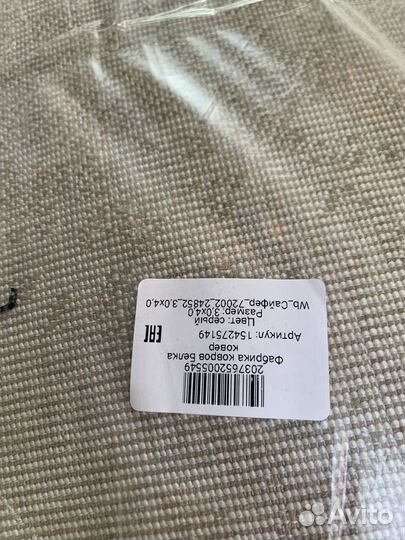 2037652005549
Фабрика ковров Белка
ковер
Артикул: 154275149
Цвет: серый
Размер: 3.0х4.0
Wb_Сайфер_72002_24852_3.0х4.0
EAC
Avito